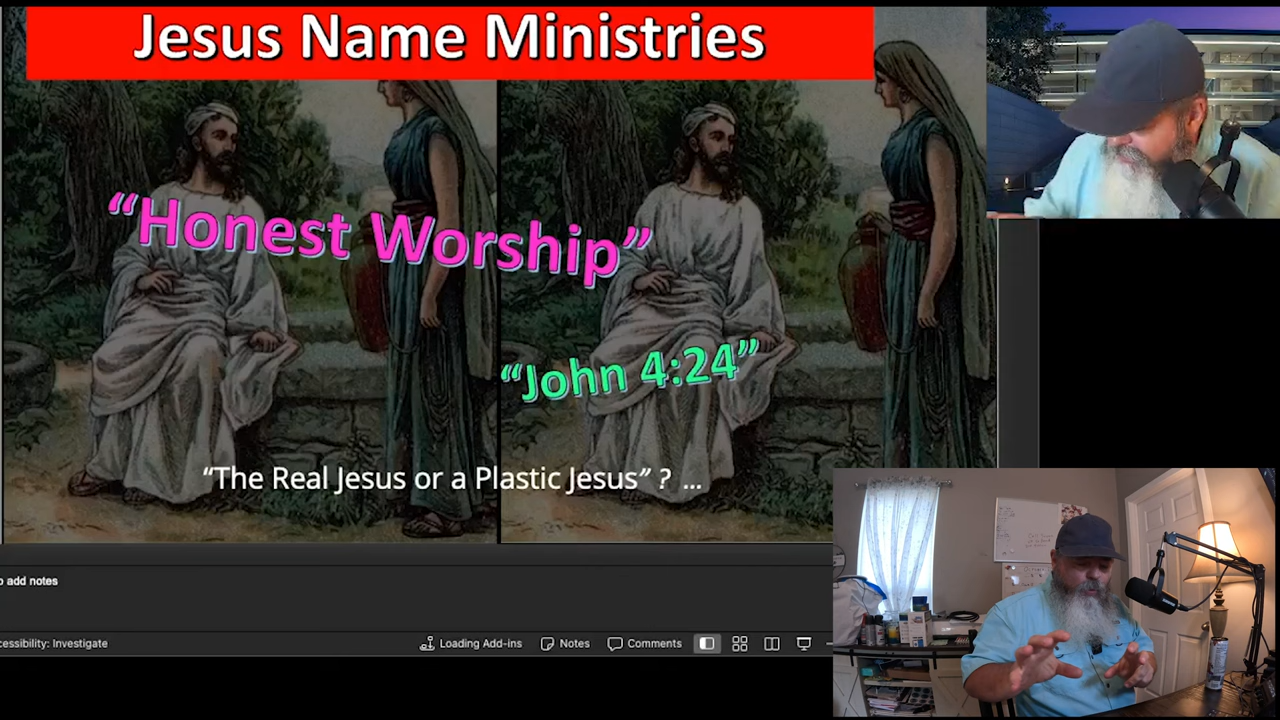 Jesus Name Ministries
“Honest Worship”
“John 4:24”
“The Real Jesus or a Plastic Jesus” ? ...
o add notes
cessibility: Investigate
Loading Add-ins
Notes
Comments